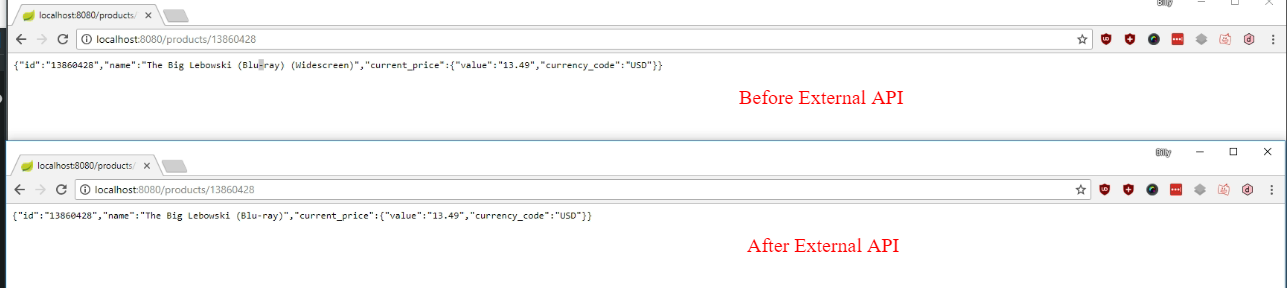 Billy
localhost:8080/products/
localhost:8080/products/13860428
{"id":"13860428","name":"The Big Lebowski (Blu-ray) (Widescreen)","current_price":{"value":"13.49","currency_code":"USD"}}
Before External API
Billy
localhost:8080/products/
localhost:8080/products/13860428
{"id":"13860428","name":"The Big Lebowski (Blu-ray)","current_price":{"value":"13.49","currency_code":"USD"}}
After External API